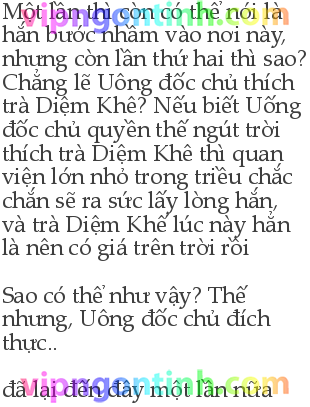 Một lần thì còn có thể nói là
hắn bước nhầm vào nơi này,
nhưng còn lần thứ hai thì sao?
Chẳng lẽ Uông đốc chủ thích
trà Diệm Khê? Nếu biết Uống
đốc chủ quyền thế ngút trời
thích trà Diệm Khê thì quan
viện lớn nhỏ trong triều chắc
chắn sẽ ra sức lấy lòng hắn,
và trà Diệm Khê lúc này hẳn
là nên có giá trên trời rồi
Sao có thể như vậy? Thế
nhưng, Uông đốc chủ đích
thực..
vipngontinh.com
đã lại đến đây một lần nữa